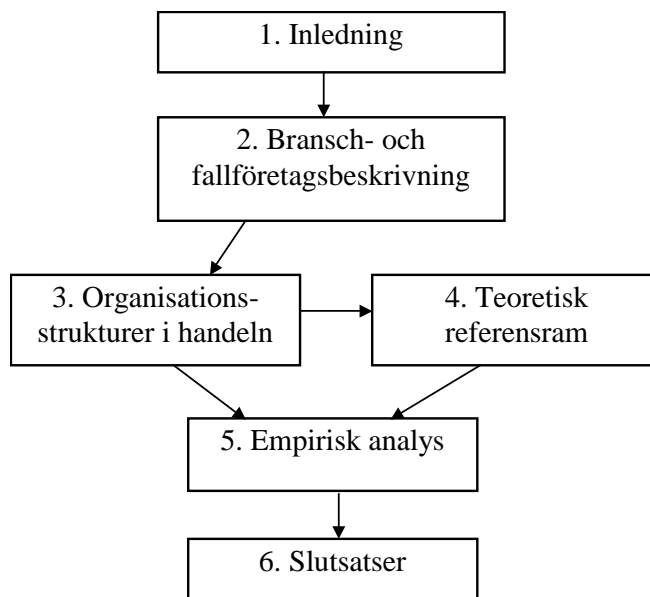 1. Inledning
2. Bransch- och
fallföretagsbeskrivning
3. Organisations-
strukturer i handeln
4. Teoretisk
referensram
5. Empirisk analys
6. Slutsatser